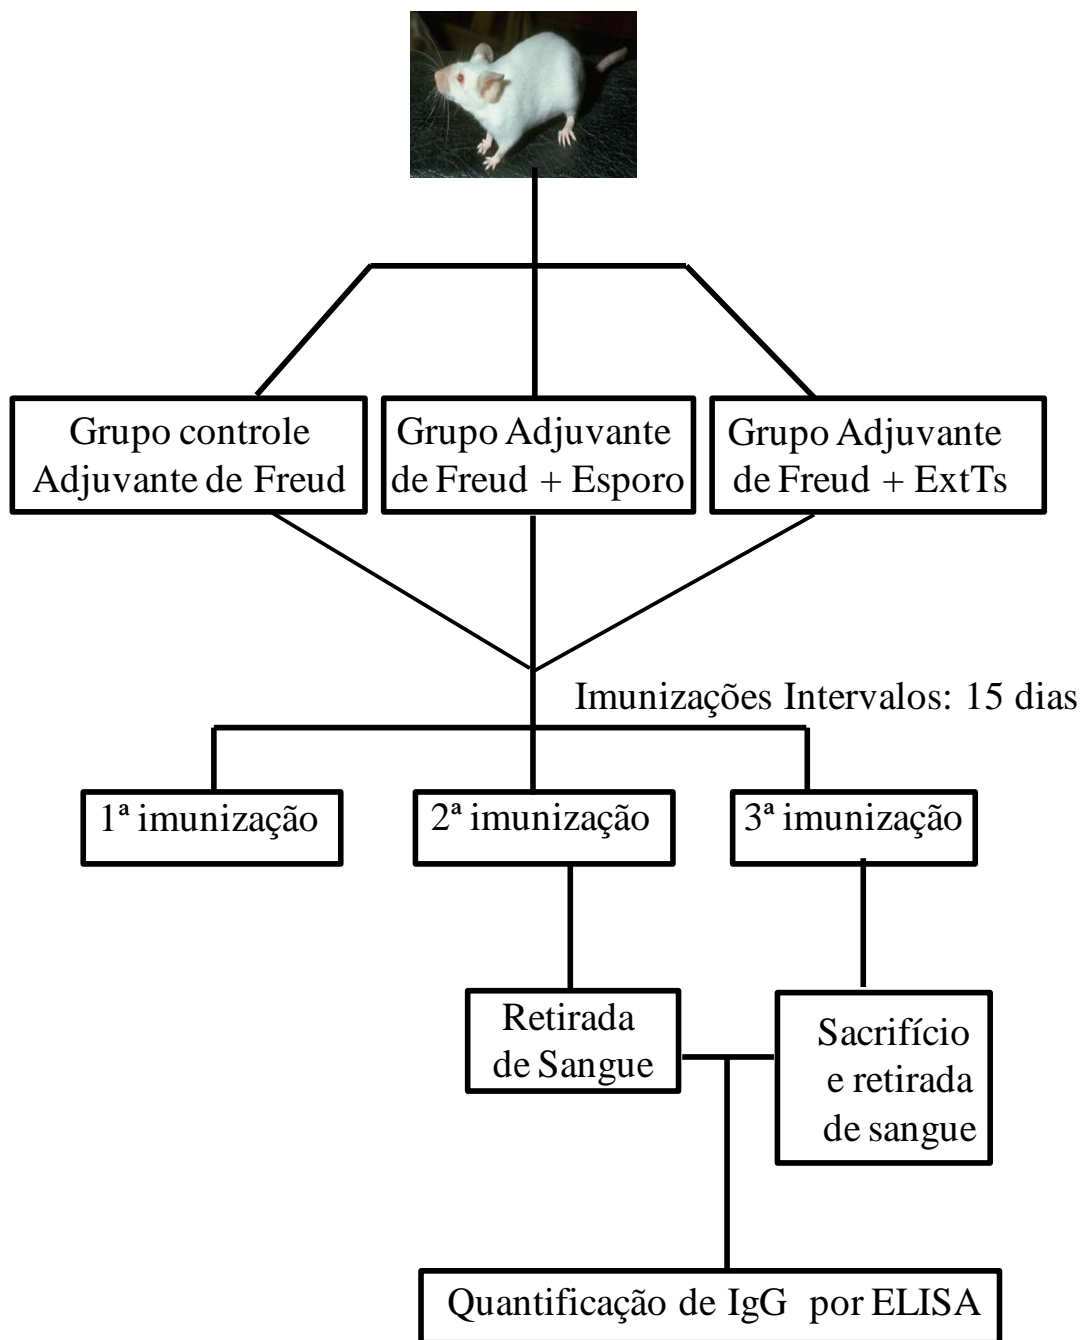 Grupo controle
Adjuvante de Freud
Grupo Adjuvante
de Freud + Esporo
Grupo Adjuvante
de Freud + ExtTs
Imunizações Intervalos: 15 dias
1ª imunização
2ª imunização
3ª imunização
Retirada
de Sangue
Sacrifício
e retirada
de sangue
Quantificação de IgG por ELISA